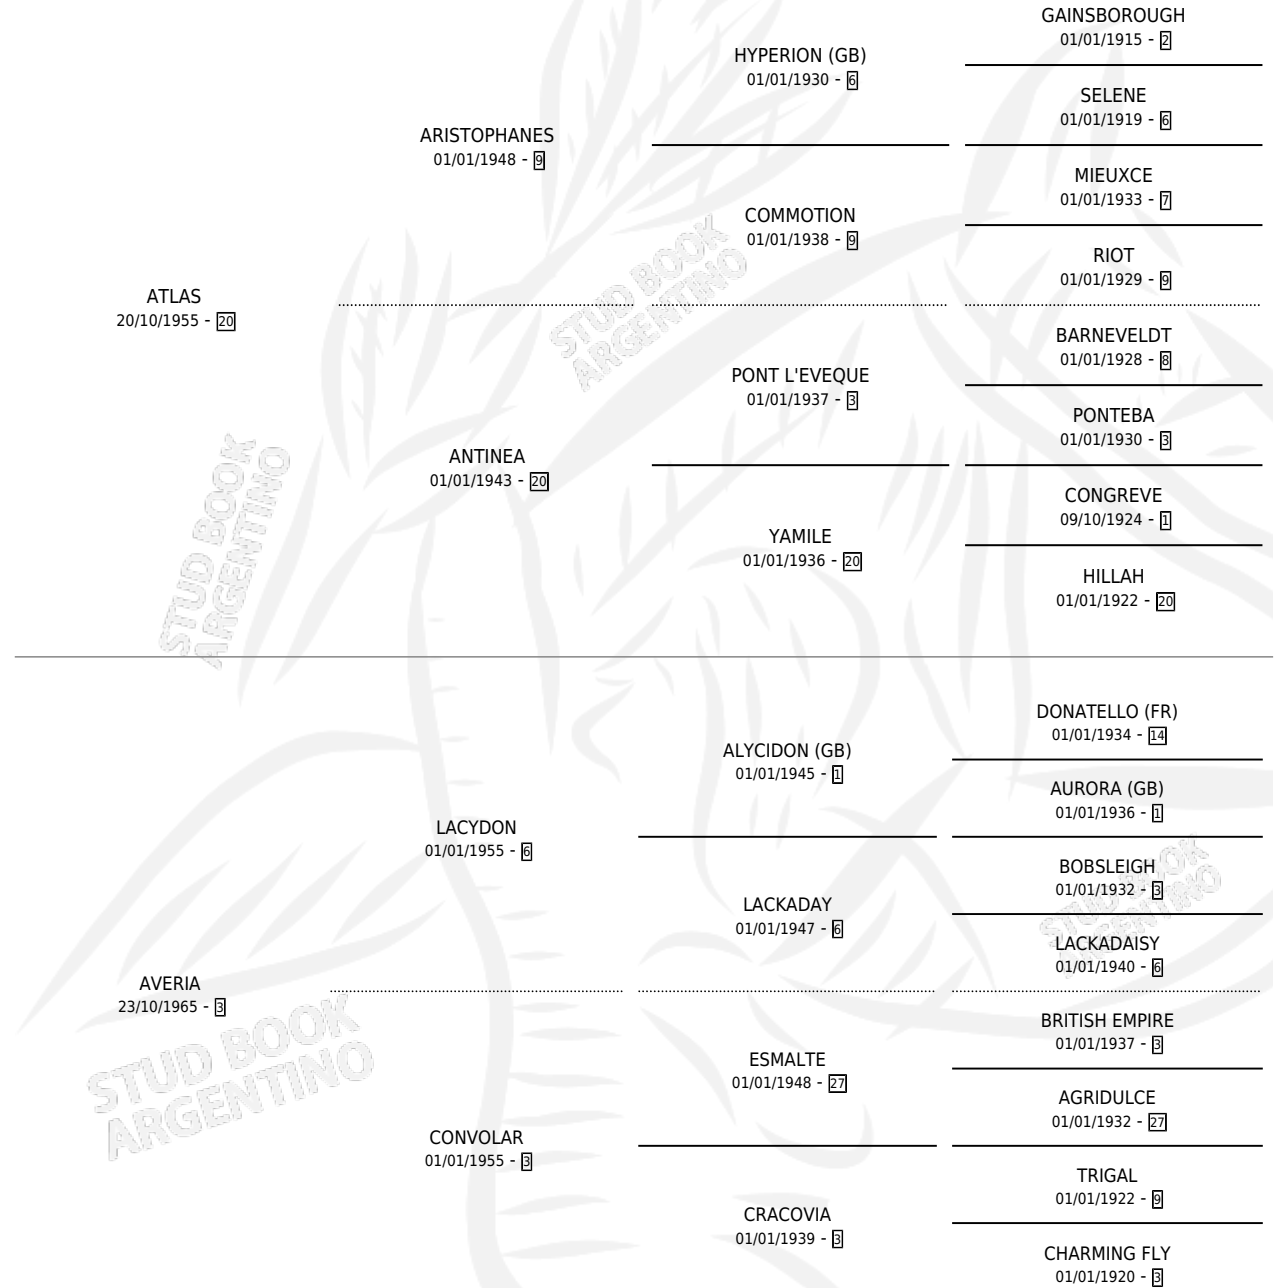 GAINSBOROUGH
01/01/1915 - 2
HYPERION (GB)
01/01/1930 - 6
SELENE
01/01/1919 - 6
ARISTOPHANES
01/01/1948 - 9
MIEUXCE
01/01/1933 - 7
COMMOTION
01/01/1938 - 9
RIOT
01/01/1929 - 9
ATLAS
20/10/1955 - 20
STUD BOOK
ARGENTINO
BARNEVELDT
01/01/1928 - 8
PONT L'EVEQUE
01/01/1937 - 3
PONTEBA
01/01/1930 - 3
ANTINEA
01/01/1943 - 20
CONGREVE
09/10/1924 - 1
YAMILE
01/01/1936 - 20
HILLAH
01/01/1922 - 20
STUD BOOK
ARGENTINO
DONATELLO (FR)
01/01/1934 - 14
ALYCIDON (GB)
01/01/1945 - 1
AURORA (GB)
01/01/1936 - 1
LACYDON
01/01/1955 - 6
BOBSLEIGH
01/01/1932 - 3
LACKADAY
01/01/1947 - 6
STUD BOOK
ARGENTINO
LACKADAISY
01/01/1940 - 6
AVERIA
23/10/1965 - 3
BRITISH EMPIRE
01/01/1937 - 3
STUD BOOK
ARGENTINO
ESMALTE
01/01/1948 - 27
AGRIDULCE
01/01/1932 - 27
CONVOLAR
01/01/1955 - 3
TRIGAL
01/01/1922 - 9
CRACOVIA
01/01/1939 - 3
CHARMING FLY
01/01/1920 - 3